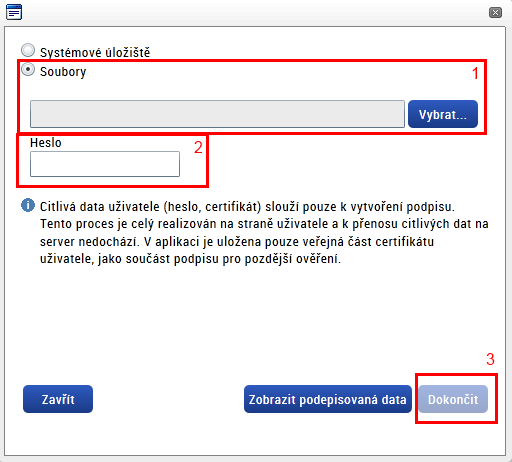 Systémové úložiště
Soubory
1
Vybrat...
Heslo
2
Citlivá data uživatele (heslo, certifikát) slouží pouze k vytvoření podpisu.
Tento proces je celý realizován na straně uživatele a k přenosu citlivých dat na
server nedochází. V aplikaci je uložena pouze veřejná část certifikátu
uživatele, jako součást podpisu pro pozdější ověření.
3
Zavřít
Zobrazit podepisovaná data
Dokončit